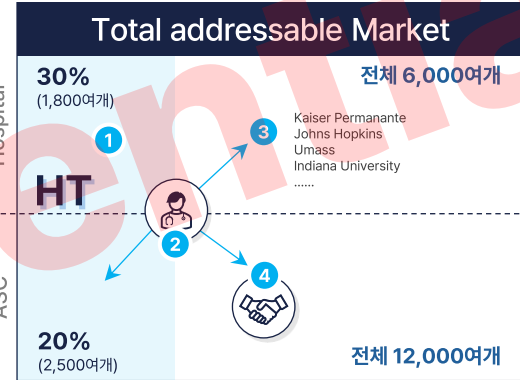 Total addressable Market
30%
(1,800여개)
전체 6,000여개
Hospital
1
3
Kaiser Permanante
Johns Hopkins
Umass
Indiana University
......
HT
2
4
ASC
20%
(2,500여개)
전체 12,000여개